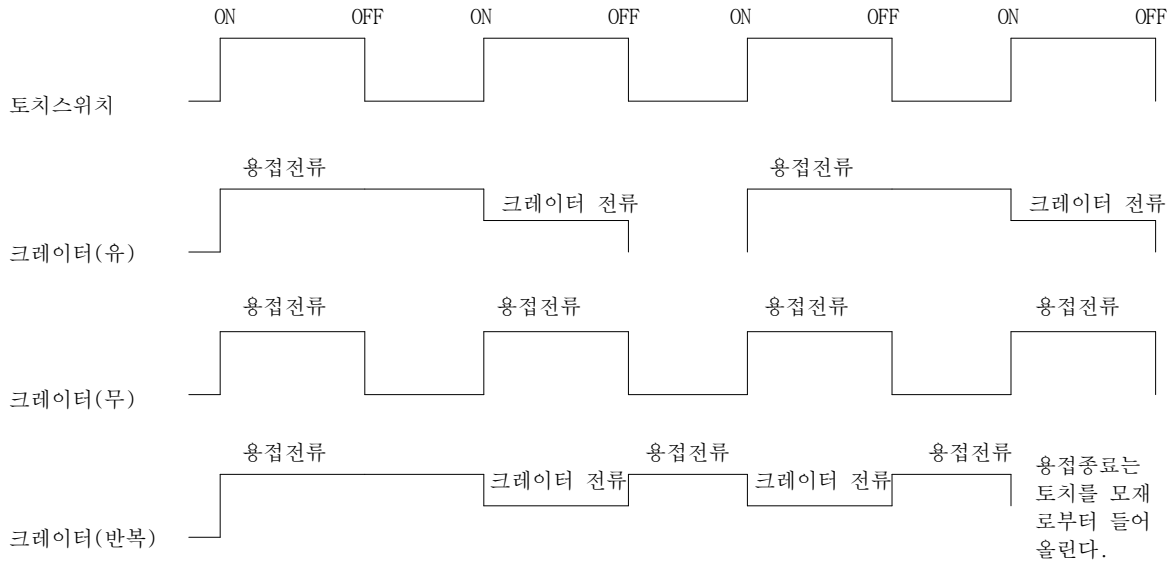 ON OFF ON OFF ON OFF ON OFF
토치스위치
용접전류 용접전류
크레이터 전류 크레이터 전류
크레이터(유)
용접전류 용접전류 용접전류 용접전류
크레이터(무)
용접전류 용접전류 용접전류
크레이터 전류 크레이터 전류
크레이터(반복)
용접종료는
토치를 모재
로부터 들어
올린다.